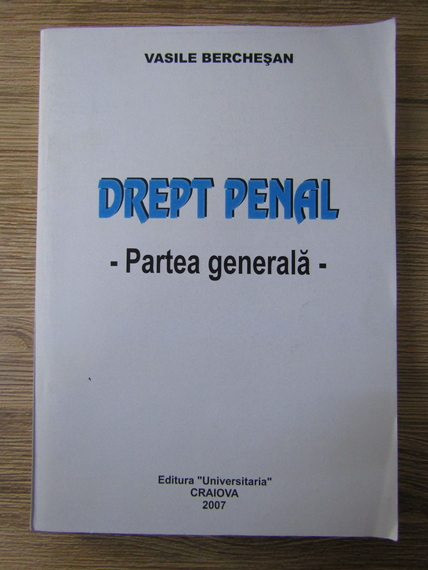 VASILE BERCHEŞAN
DREPT PENAL
- Partea generală -
Editura "Universitaria"
CRAIOVA
2007